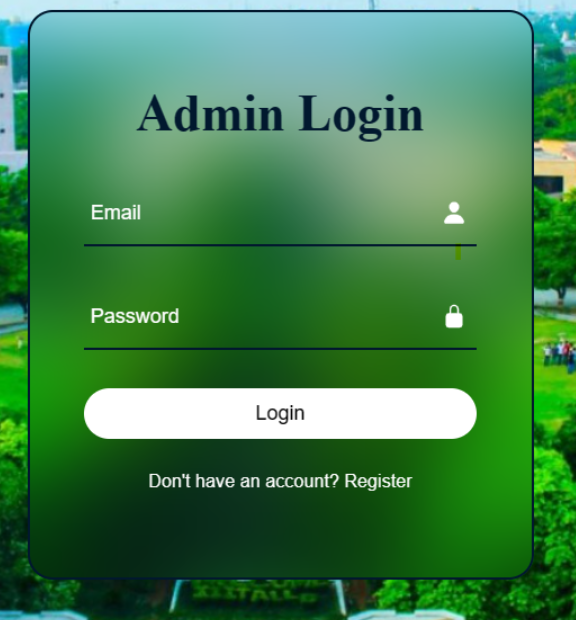 Admin Login
Email
Password
Login
Don't have an account? Register